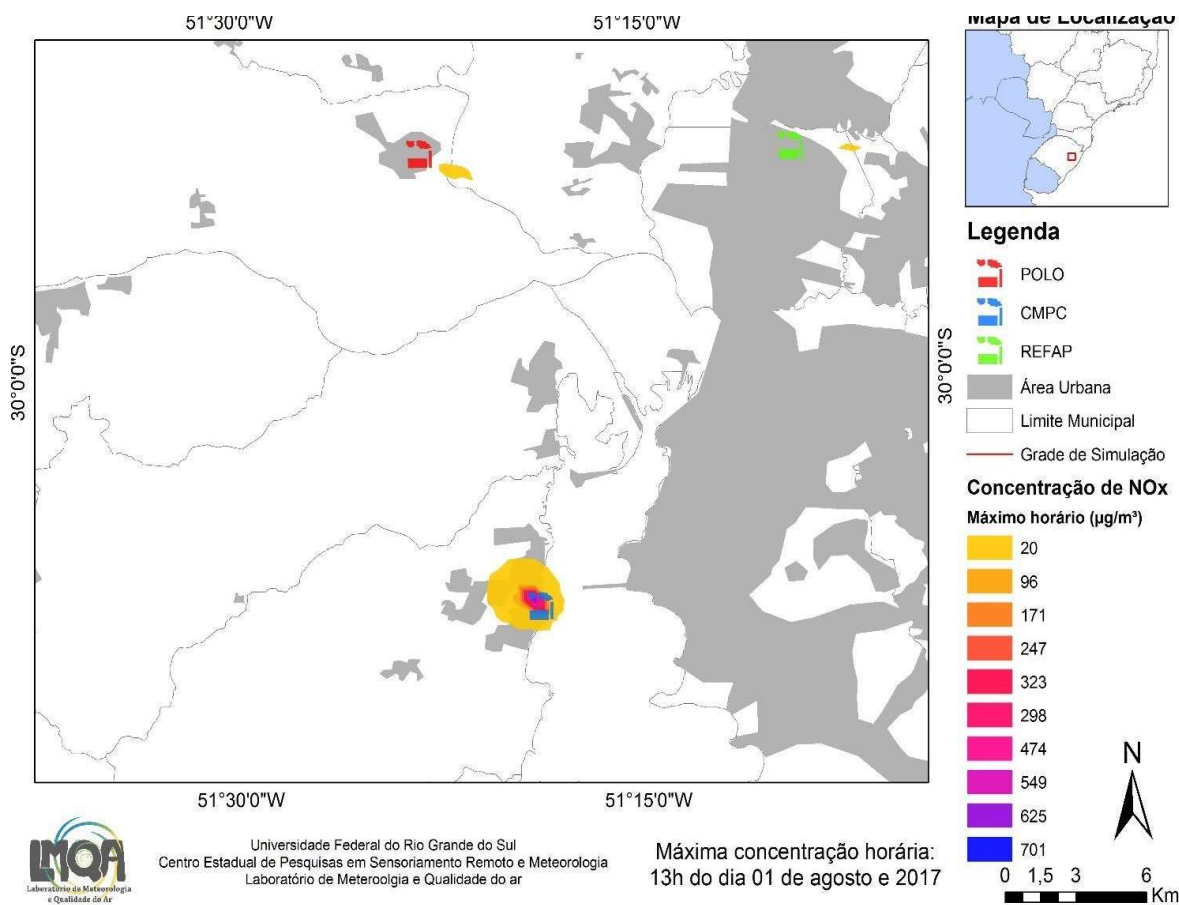 51°30'0"W
51°15'0"W
Mapa de Localização
30°0'0"S
30°0'0"S
Legenda
POLO
CMPC
REFAP
Área Urbana
Limite Municipal
Grade de Simulação
Concentração de NOx
Máximo horário (µg/m³)
20
96
171
247
323
298
474
549
625
701
N
0 1,5 3 6
Km
51°30'0"W
51°15'0"W
LMQA
Laboratório de Meteorologia
e Qualidade do Ar
Universidade Federal do Rio Grande do Sul
Centro Estadual de Pesquisas em Sensoriamento Remoto e Meteorologia
Laboratório de Meteroolgia e Qualidade do ar
Máxima concentração horária:
13h do dia 01 de agosto e 2017